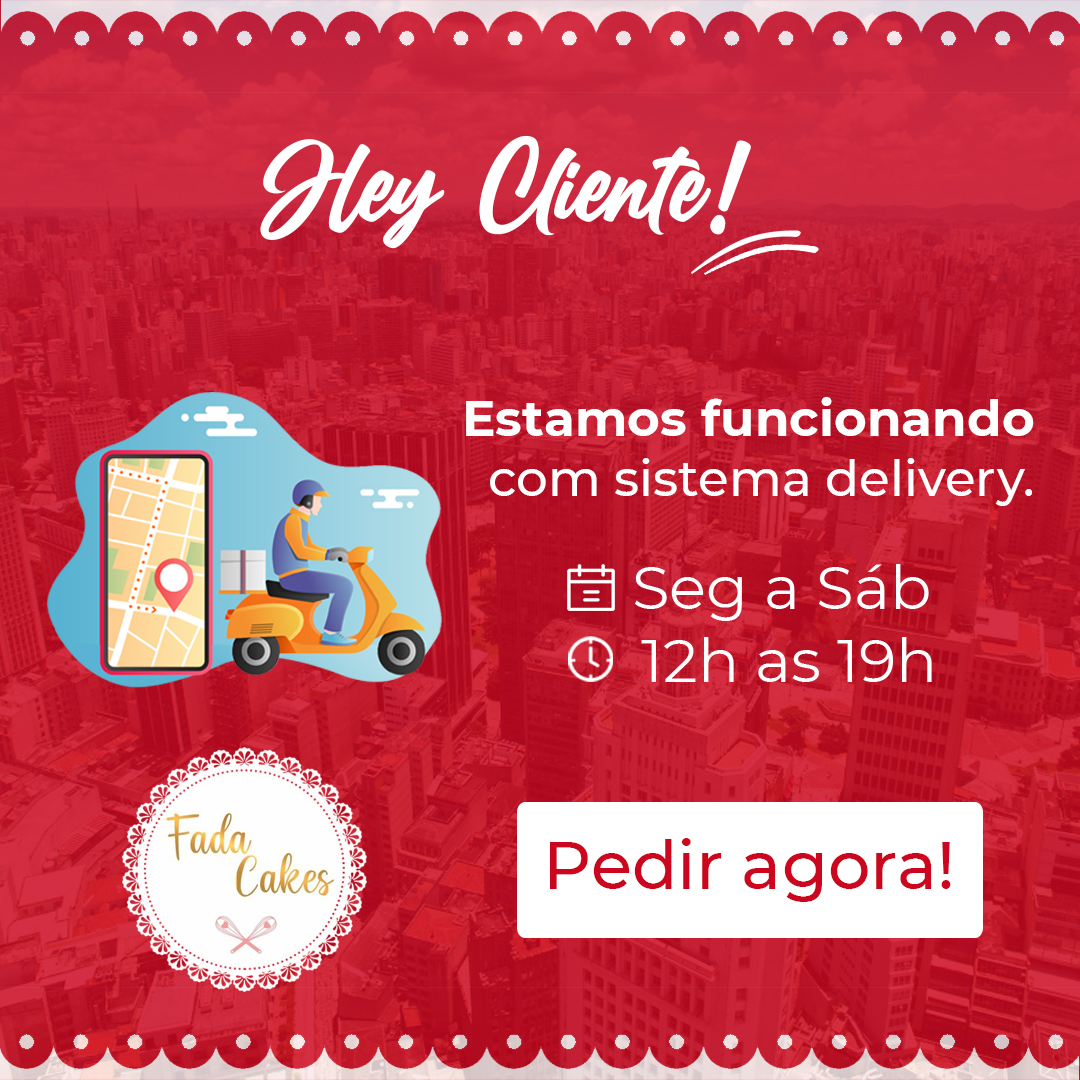 Hey Cliente!
Estamos funcionando
com sistema delivery.
Seg a Sáb
12h as 19h
Fada
Cakes
Pedir agora!